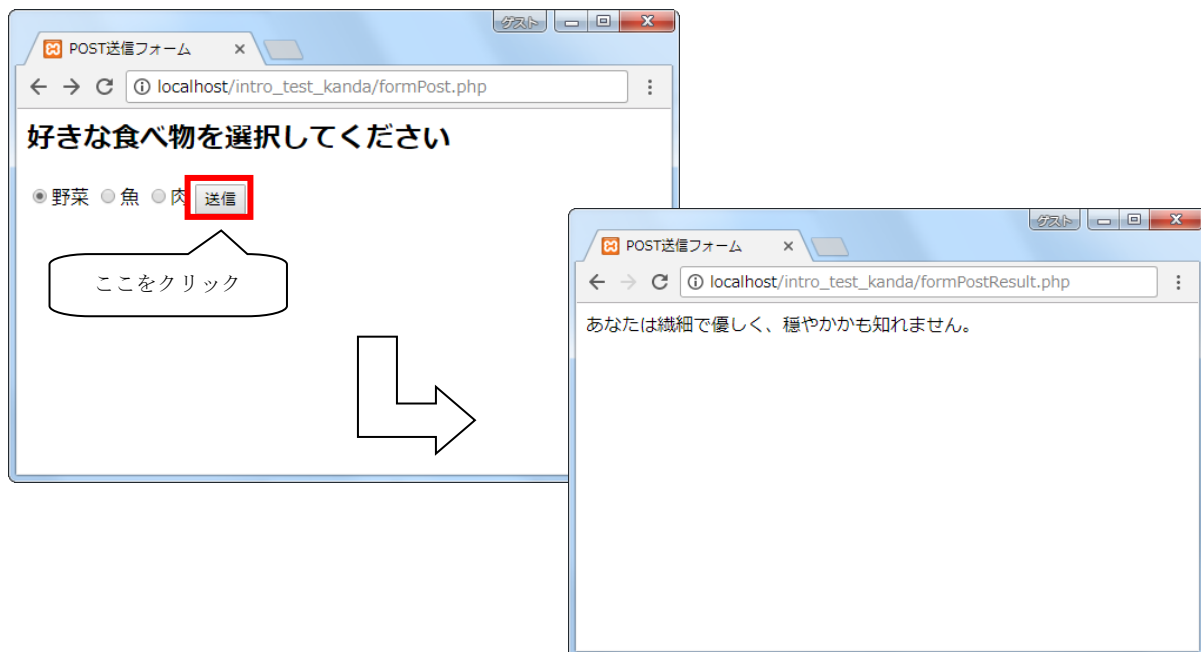 ゲスト
POST送信フォーム
localhost/intro_test_kanda/formPost.php
好きな食べ物を選択してください
野菜 魚 肉 送信
ここをクリック
ゲスト
POST送信フォーム
localhost/intro_test_kanda/formPostResult.php
あなたは繊細で優しく、穏やかかも知れません。